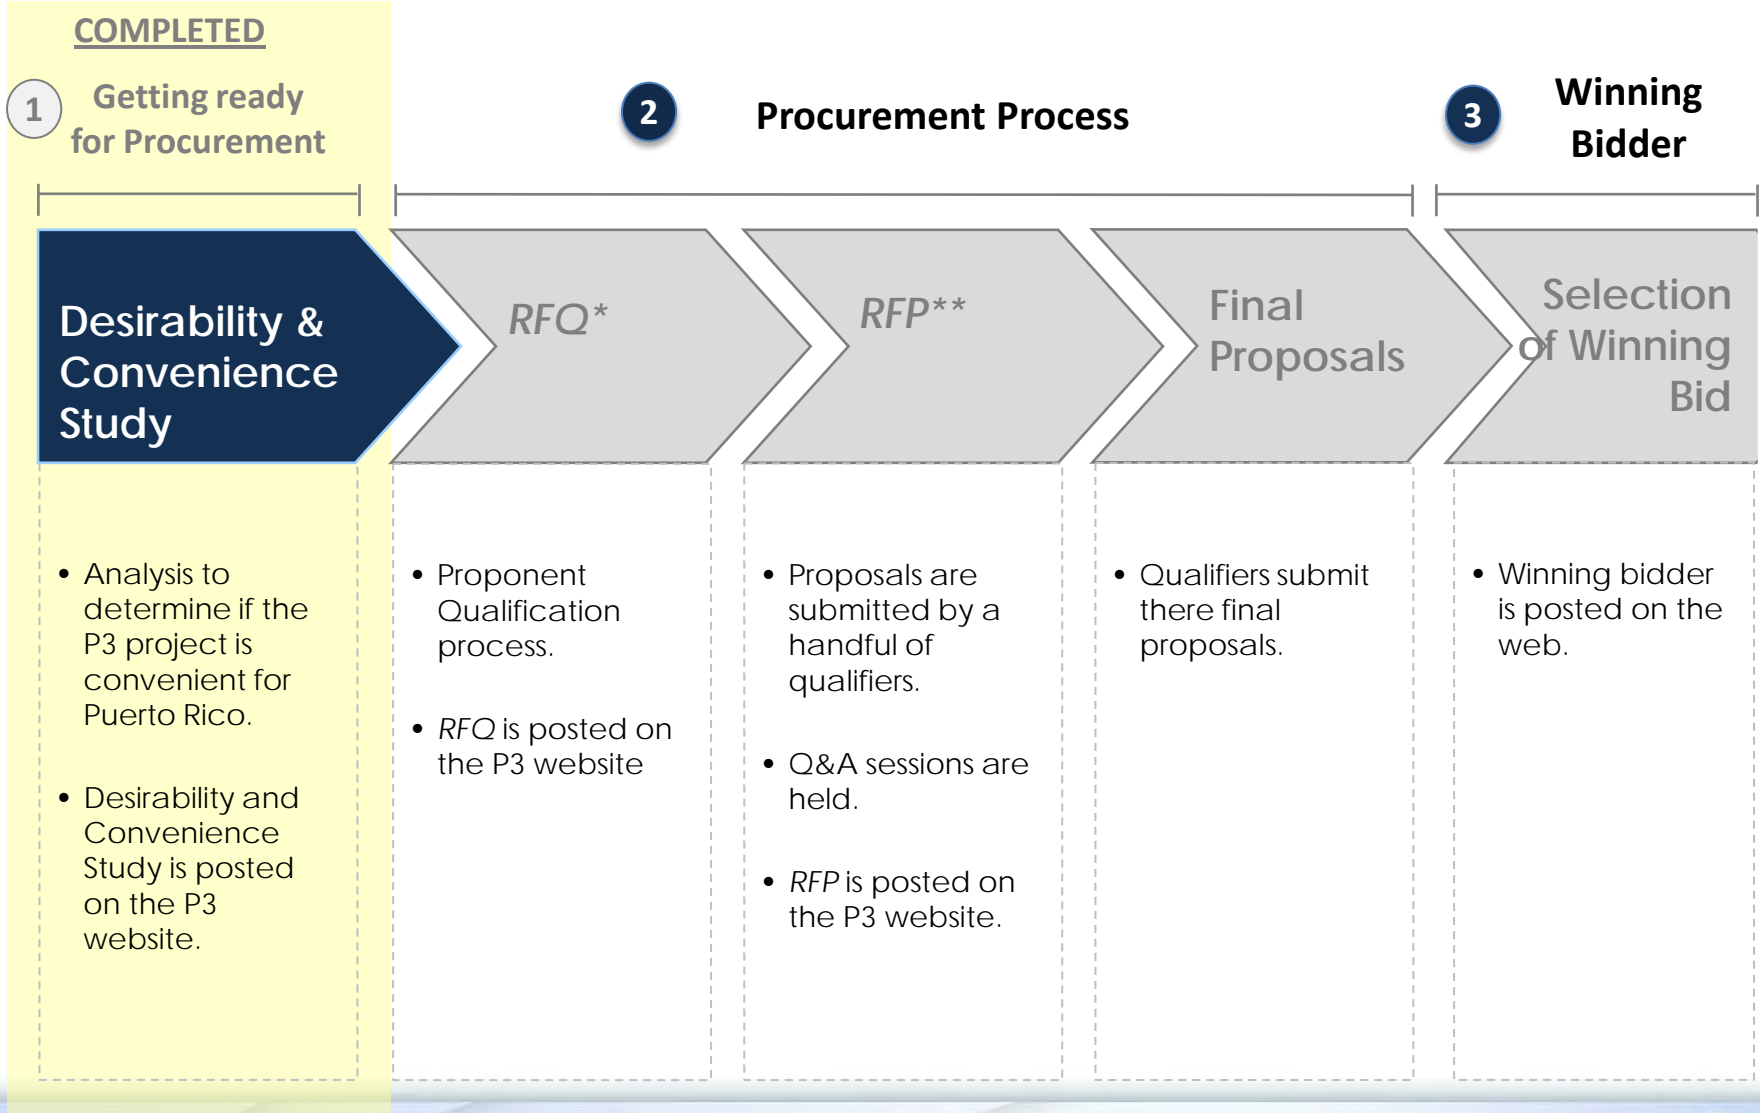 COMPLETED
1
Getting ready
for Procurement
2
Procurement Process
3
Winning
Bidder
Desirability &
Convenience
Study
RFQ*
RFP**
Final
Proposals
Selection
of Winning
Bid
• Analysis to
determine if the
P3 project is
convenient for
Puerto Rico.
• Desirability and
Convenience
Study is posted
on the P3
website.
• Proponent
Qualification
process.
• RFQ is posted on
the P3 website
• Proposals are
submitted by a
handful of
qualifiers.
• Q&A sessions are
held.
• RFP is posted on
the P3 website.
• Qualifiers submit
there final
proposals.
• Winning bidder
is posted on the
web.